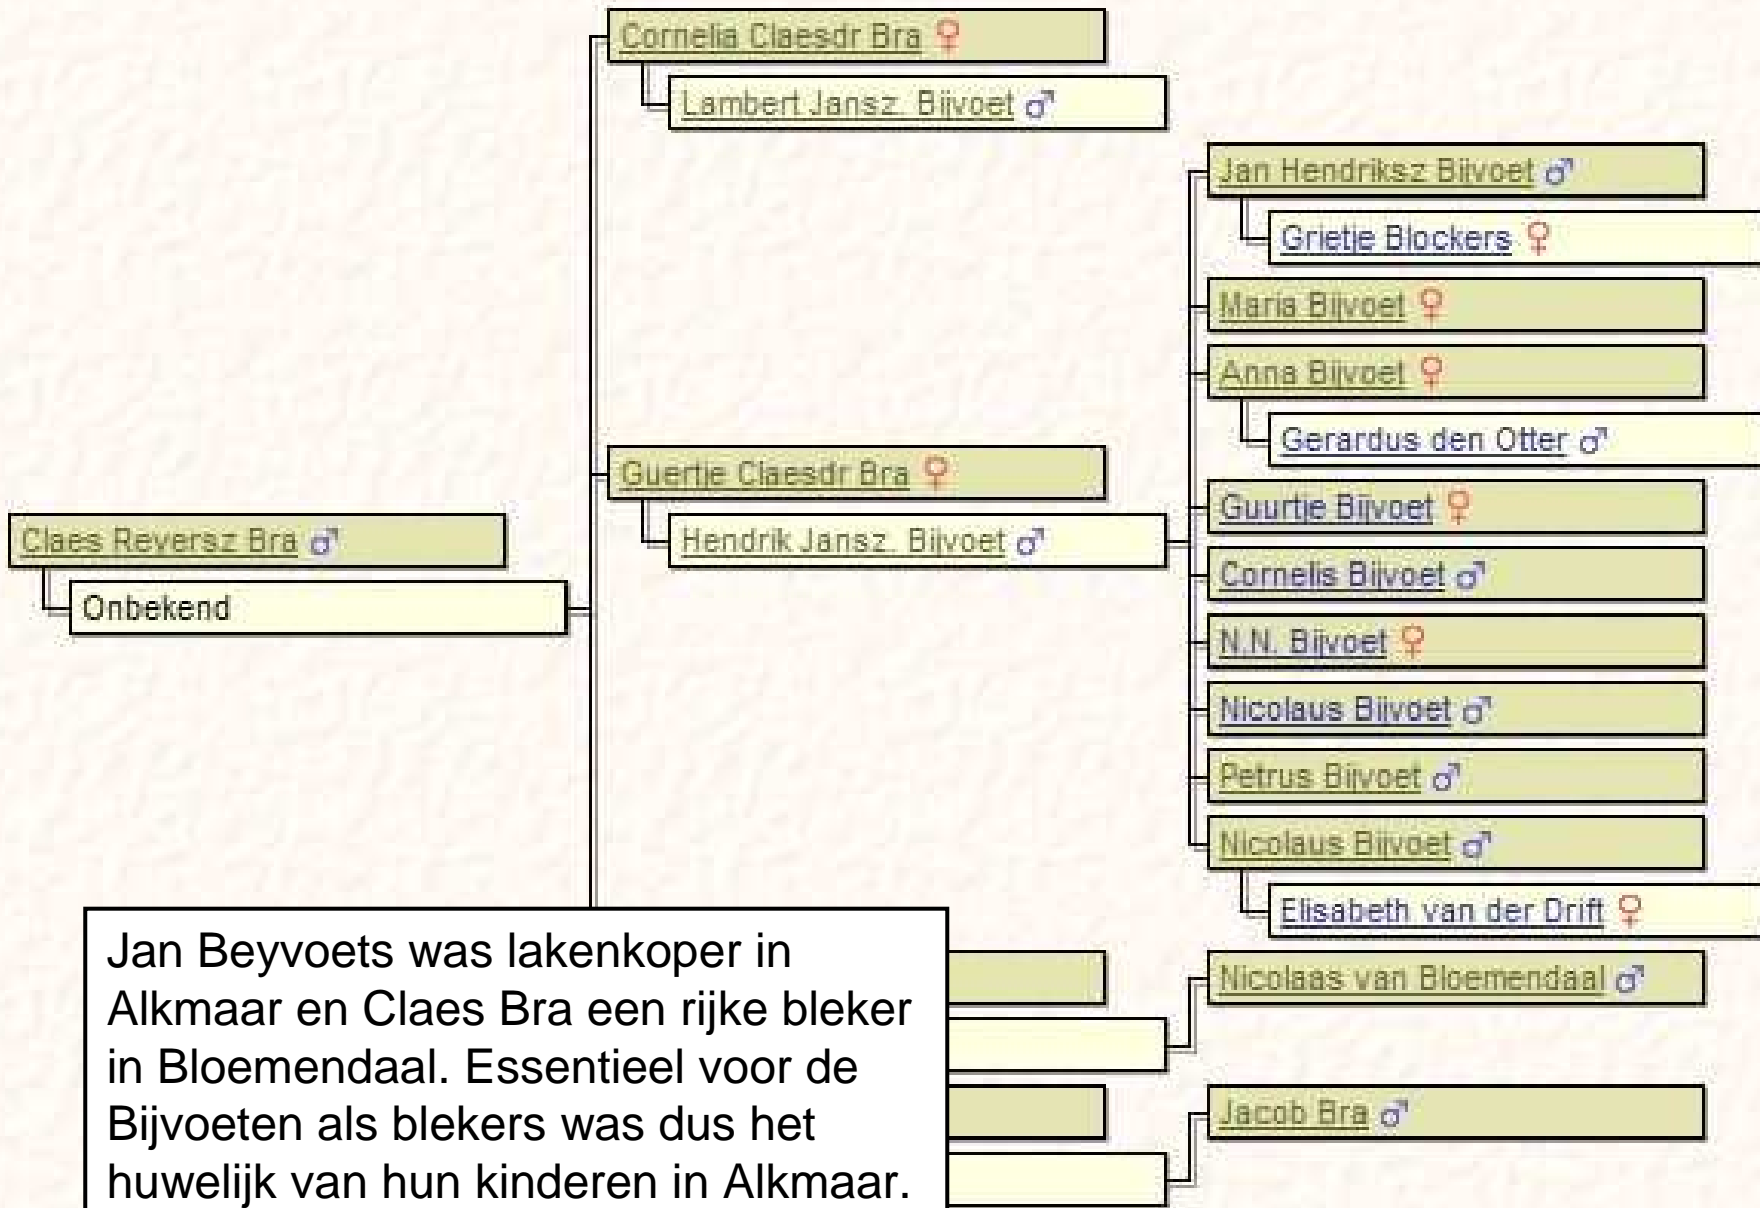 Cornelia Claesdr Bra ♀
Lambert Jansz. Bijvoet ♂
Jan Hendriksz Bijvoet ♂
Grietje Blockers ♀
Maria Bijvoet ♀
Anna Bijvoet ♀
Gerardus den Otter ♂
Guertje Claesdr Bra ♀
Guurtje Bijvoet ♀
Claes Reyersz Bra ♂
Hendrik Jansz. Bijvoet ♂
Cornelis Bijvoet ♂
Onbekend
N.N. Bijvoet ♀
Nicolaus Bijvoet ♂
Petrus Bijvoet ♂
Nicolaus Bijvoet ♂
Elisabeth van der Drift ♀
Nicolaas van Bloemendaal ♂
Jacob Bra ♂
Jan Beyvoets was lakenkoper in
Alkmaar en Claes Bra een rijke bleker
in Bloemendaal. Essentieel voor de
Bijvoeten als blekers was dus het
huwelijk van hun kinderen in Alkmaar.